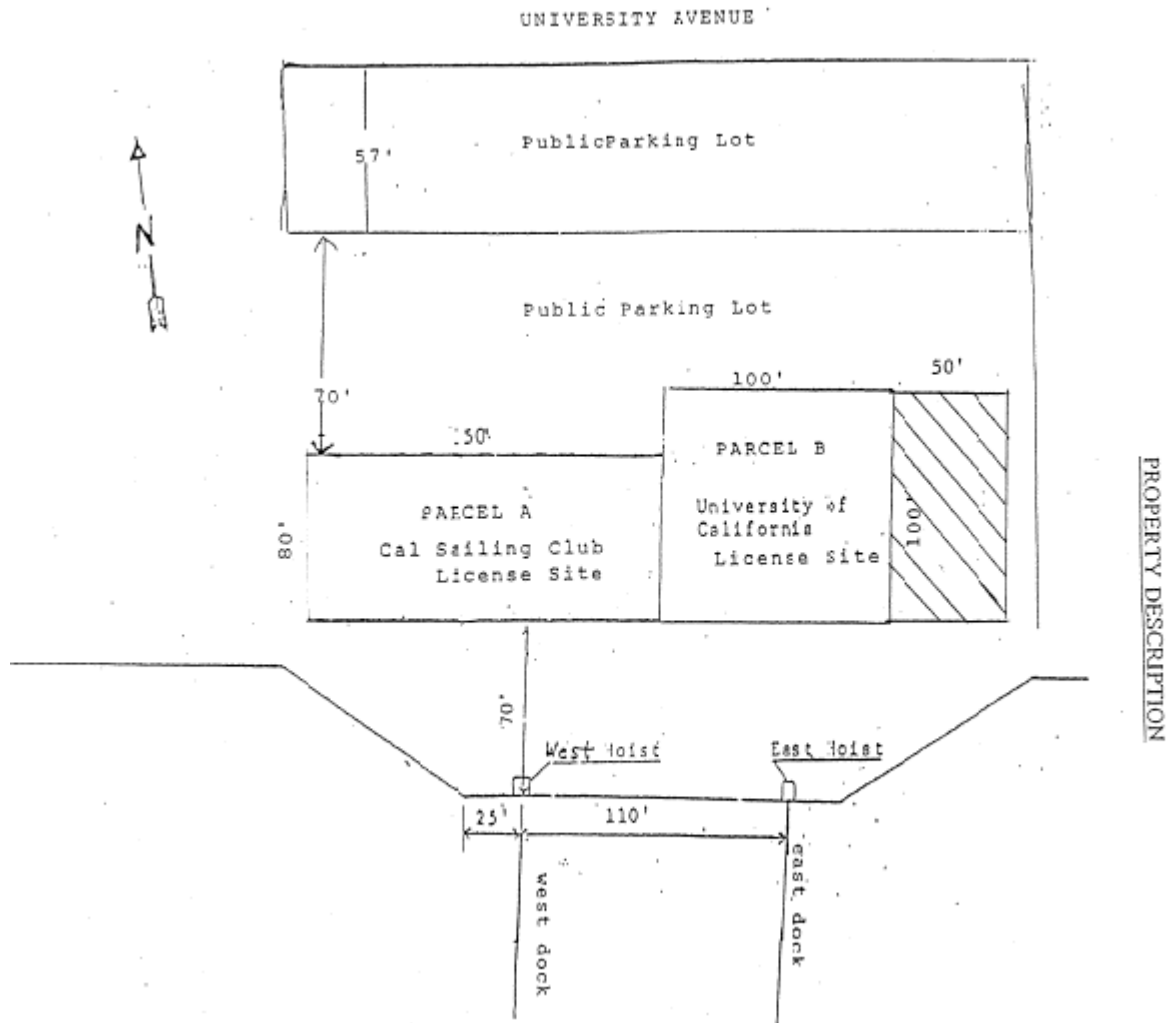 UNIVERSITY AVENUE
PublicParking Lot
57'
N
Public Parking Lot
70'
100'
50'
50'
PARCEL A
Cal Sailing Club
License Site
80'
PARCEL B
University of
California
License Site
100'
PROPERTY DESCRIPTION
70'
West Hoist
East Hoist
25'
110'
west dock
east dock